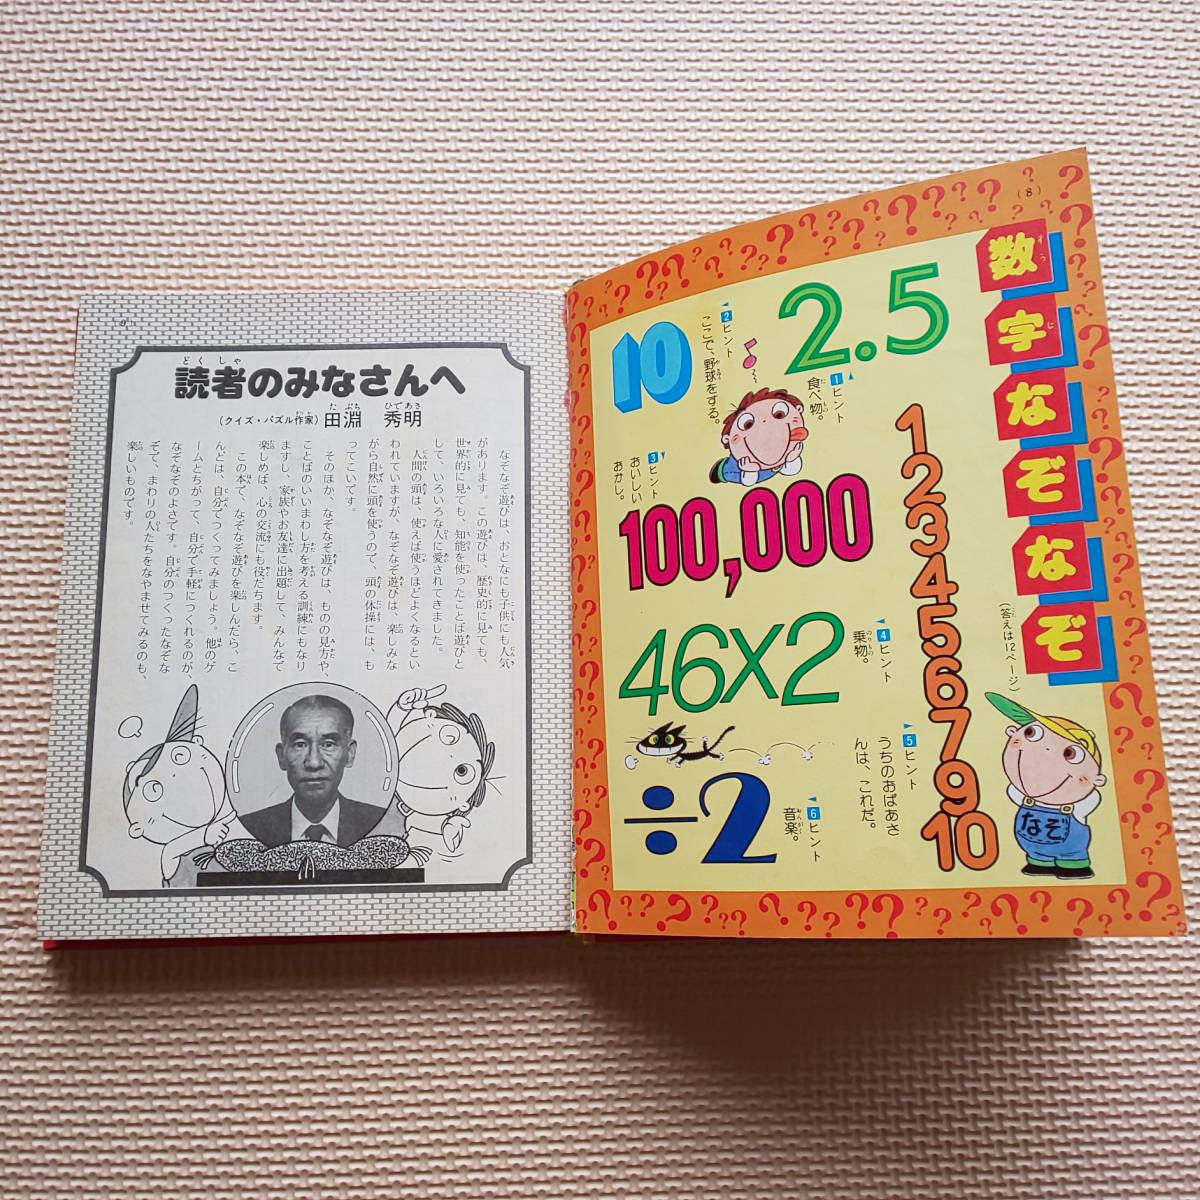 (8)
数字なぞなぞ
(答えは12ページ)
2.5
1 ヒント
食べ物。
10
2 ヒント
ここで、野球をする。
100,000
3 ヒント
おいしい
おかし。
46×2
4 ヒント
乗物。
1
2
3
4
5
6
7
9
10
5 ヒント
うちのおばあさ
んは、これだ。
÷2
6 ヒント
音楽。
なぞ
(9)
読者のみなさんへ
(クイズ・パズル作家) 田淵 秀明
なぞなぞ遊びは、おとなにも子供にも人気
があります。この遊びは、歴史的に見ても、
世界的に見ても、知能を使ったことば遊びと
して、いろいろな人に愛されてきました。
人間の頭は、使えば使うほどよくなるとい
われていますが、なぞなぞ遊びは、楽しみな
がら自然に頭を使うので、頭の体操には、も
ってこいです。
そのほか、なぞなぞ遊びは、ものの見方や、
ことばのいいまわし方を考える訓練にもなり
ますし、家族やお友達に出題して、みんなで
楽しめば、心の交流にも役だちます。
この本で、なぞなぞ遊びを楽しんだら、こ
んどは、自分でつくってみましょう。他のゲ
ームとちがって、自分で手軽につくれるのが、
なぞなぞのよさです。自分のつくったなぞな
ぞで、まわりの人たちをなやませてみるのも、
楽しいものです。